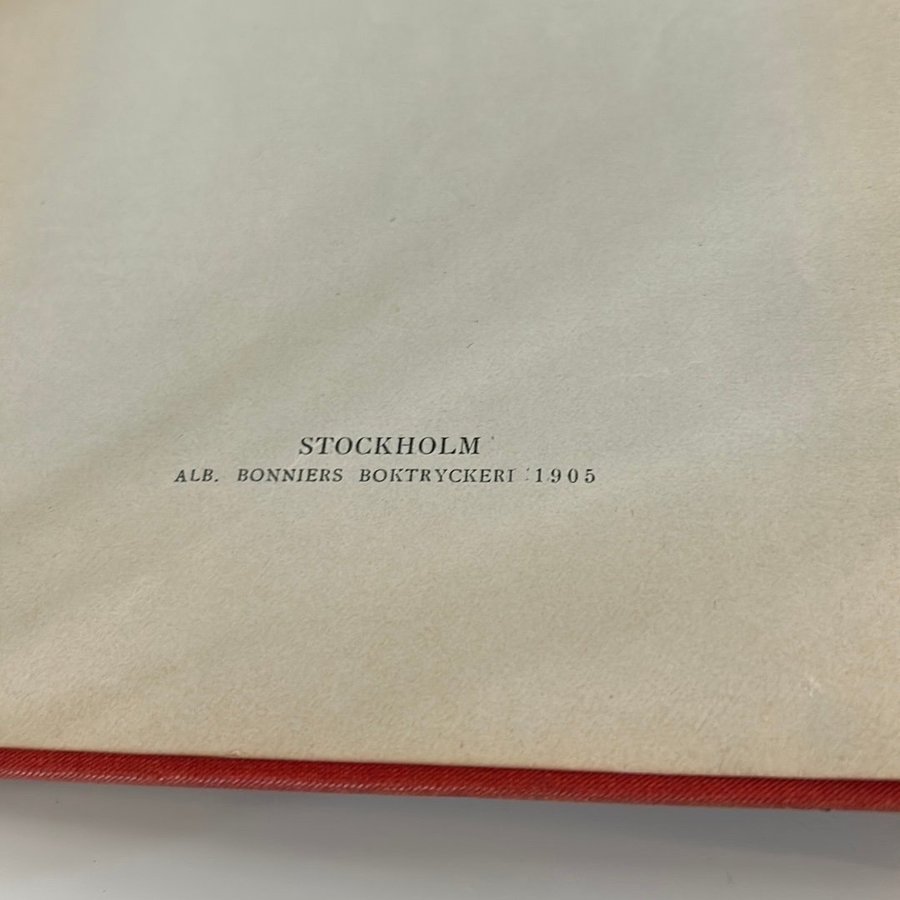 STOCKHOLM
ALB. BONNIERS BOKTRYCKERI 1905